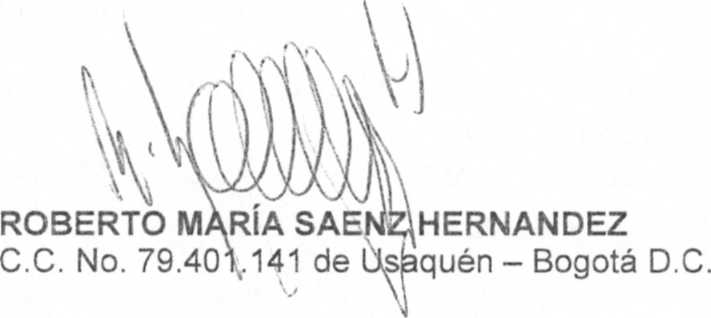 ROBERTO MARÍA SAENZ HERNANDEZ
C.C. No. 79.401.141 de Usaquén – Bogotá D.C.